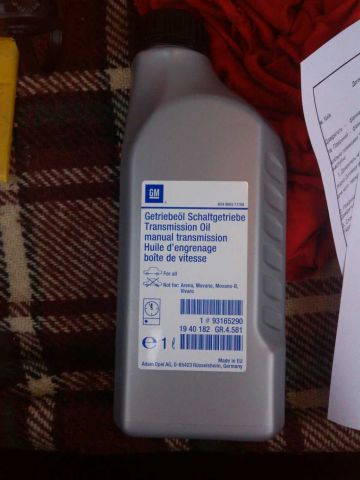 GM
Getriebeöl Schaltgetriebe
Transmission Oil
manual transmission
Huile d'engrenage
boîte de vitesse
For all
Not for: Arena, Movano, Movano-B,
Vivaro
1 # 93165290
19 40 182 GR.4.581
e 1 ℓ
Made in EU
Adam Opel AG, D-65423 Rüsselsheim, Germany